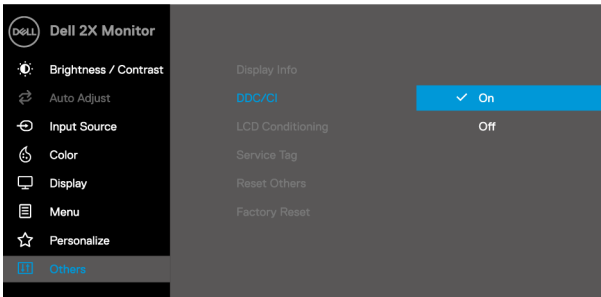 DELL
Dell 2X Monitor
Brightness / Contrast
Auto Adjust
Input Source
Color
Display
Menu
Personalize
Others
Display Info
DDC/CI
LCD Conditioning
Service Tag
Reset Others
Factory Reset
On
Off